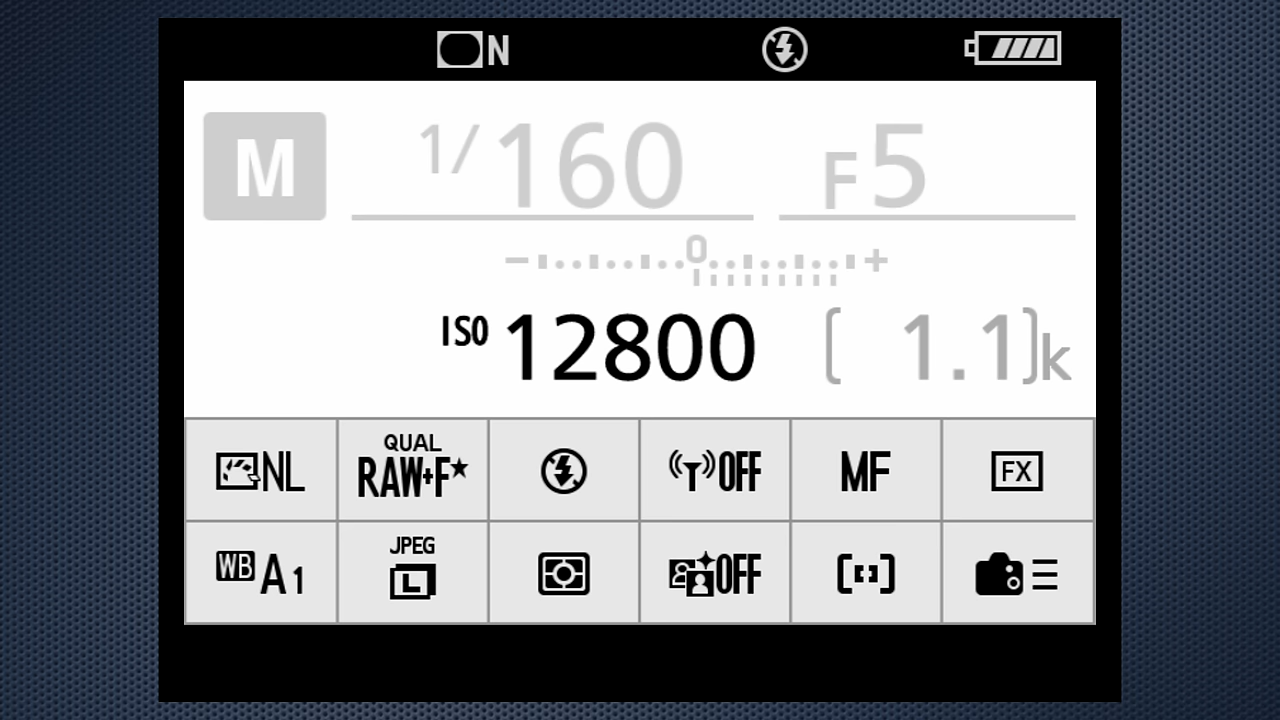 N
M 1/160 F5
− 0 +
ISO 12800 [ 1.1]k
NL QUAL RAW+F★ OFF MF FX
WB A1 JPEG L OFF